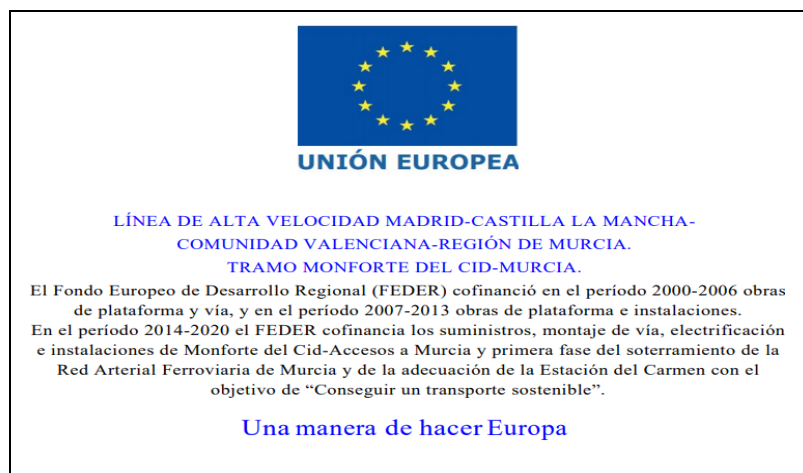 UNIÓN EUROPEA
LÍNEA DE ALTA VELOCIDAD MADRID-CASTILLA LA MANCHA-
COMUNIDAD VALENCIANA-REGIÓN DE MURCIA.
TRAMO MONFORTE DEL CID-MURCIA.
El Fondo Europeo de Desarrollo Regional (FEDER) cofinanció en el período 2000-2006 obras
de plataforma y vía, y en el período 2007-2013 obras de plataforma e instalaciones.
En el período 2014-2020 el FEDER cofinancia los suministros, montaje de vía, electrificación
e instalaciones de Monforte del Cid-Accesos a Murcia y primera fase del soterramiento de la
Red Arterial Ferroviaria de Murcia y de la adecuación de la Estación del Carmen con el
objetivo de “Conseguir un transporte sostenible”.
Una manera de hacer Europa